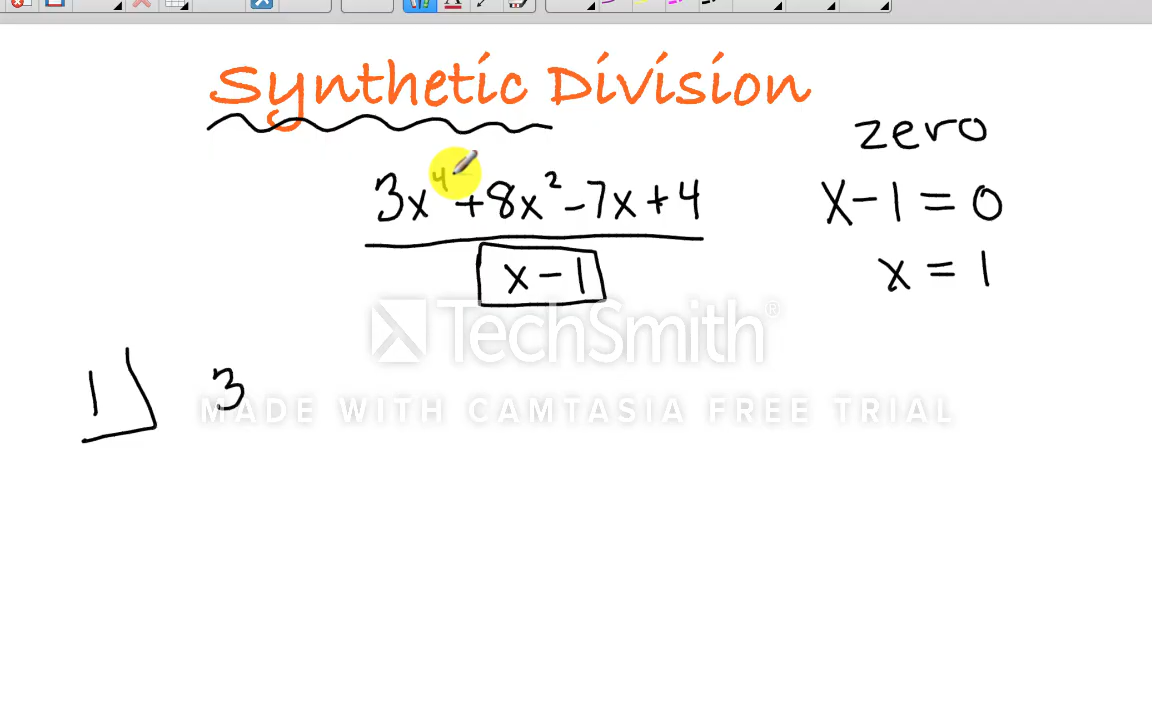 Synthetic Division
zero
3x⁴+8x²-7x+4
x-1=0
x-1
x=1
TechSmith®
1 3
MADE WITH CAMTASIA FREE TRIAL